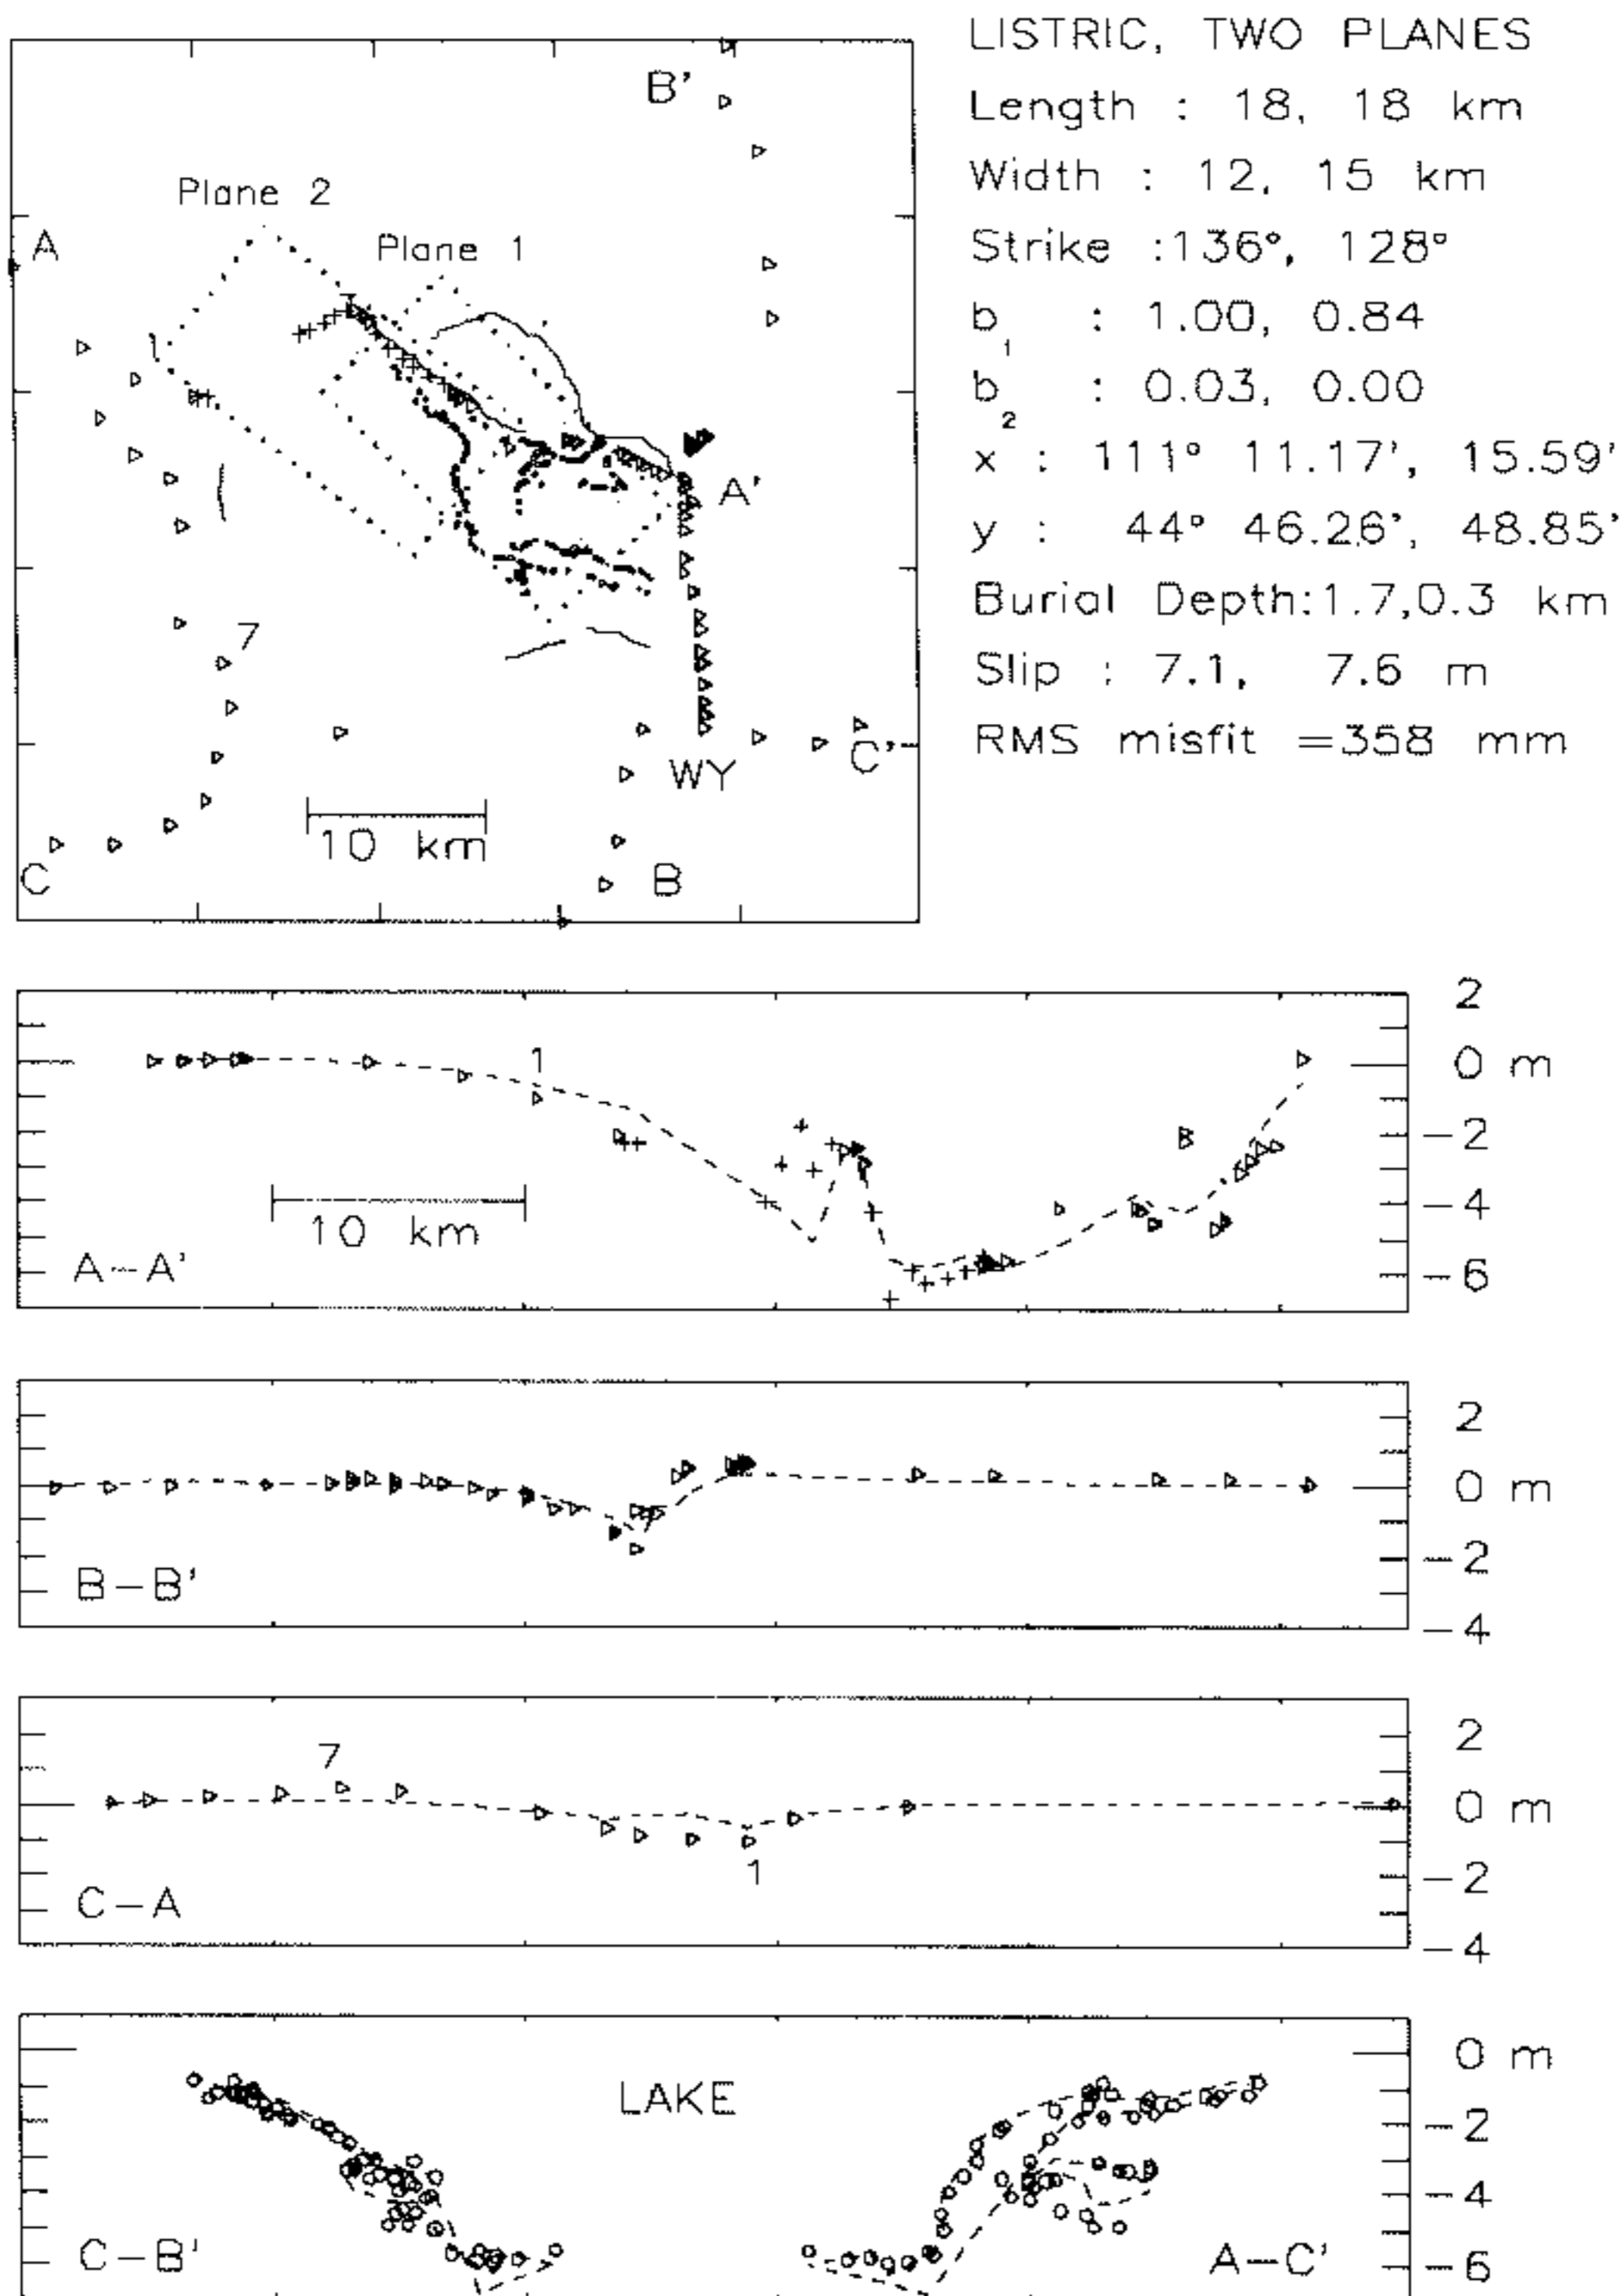 LISTRIC, TWO PLANES
Length : 18, 18 km
Width : 12, 15 km
Strike :136°, 128°
b₁ : 1.00, 0.84
b₂ : 0.03, 0.00
x : 111° 11.17', 15.59'
y : 44° 46.26', 48.85'
Burial Depth:1.7,0.3 km
Slip : 7.1, 7.6 m
RMS misfit =358 mm
B'
Plane 2
Plane 1
A
1
A'
7
WY
C'
10 km
C
B
2
1
0 m
-2
10 km
-4
A-A'
-6
2
0 m
B-B'
-2
-4
2
7
0 m
1
-2
C-A
-4
0 m
LAKE
-2
-4
C-B'
A-C'
-6